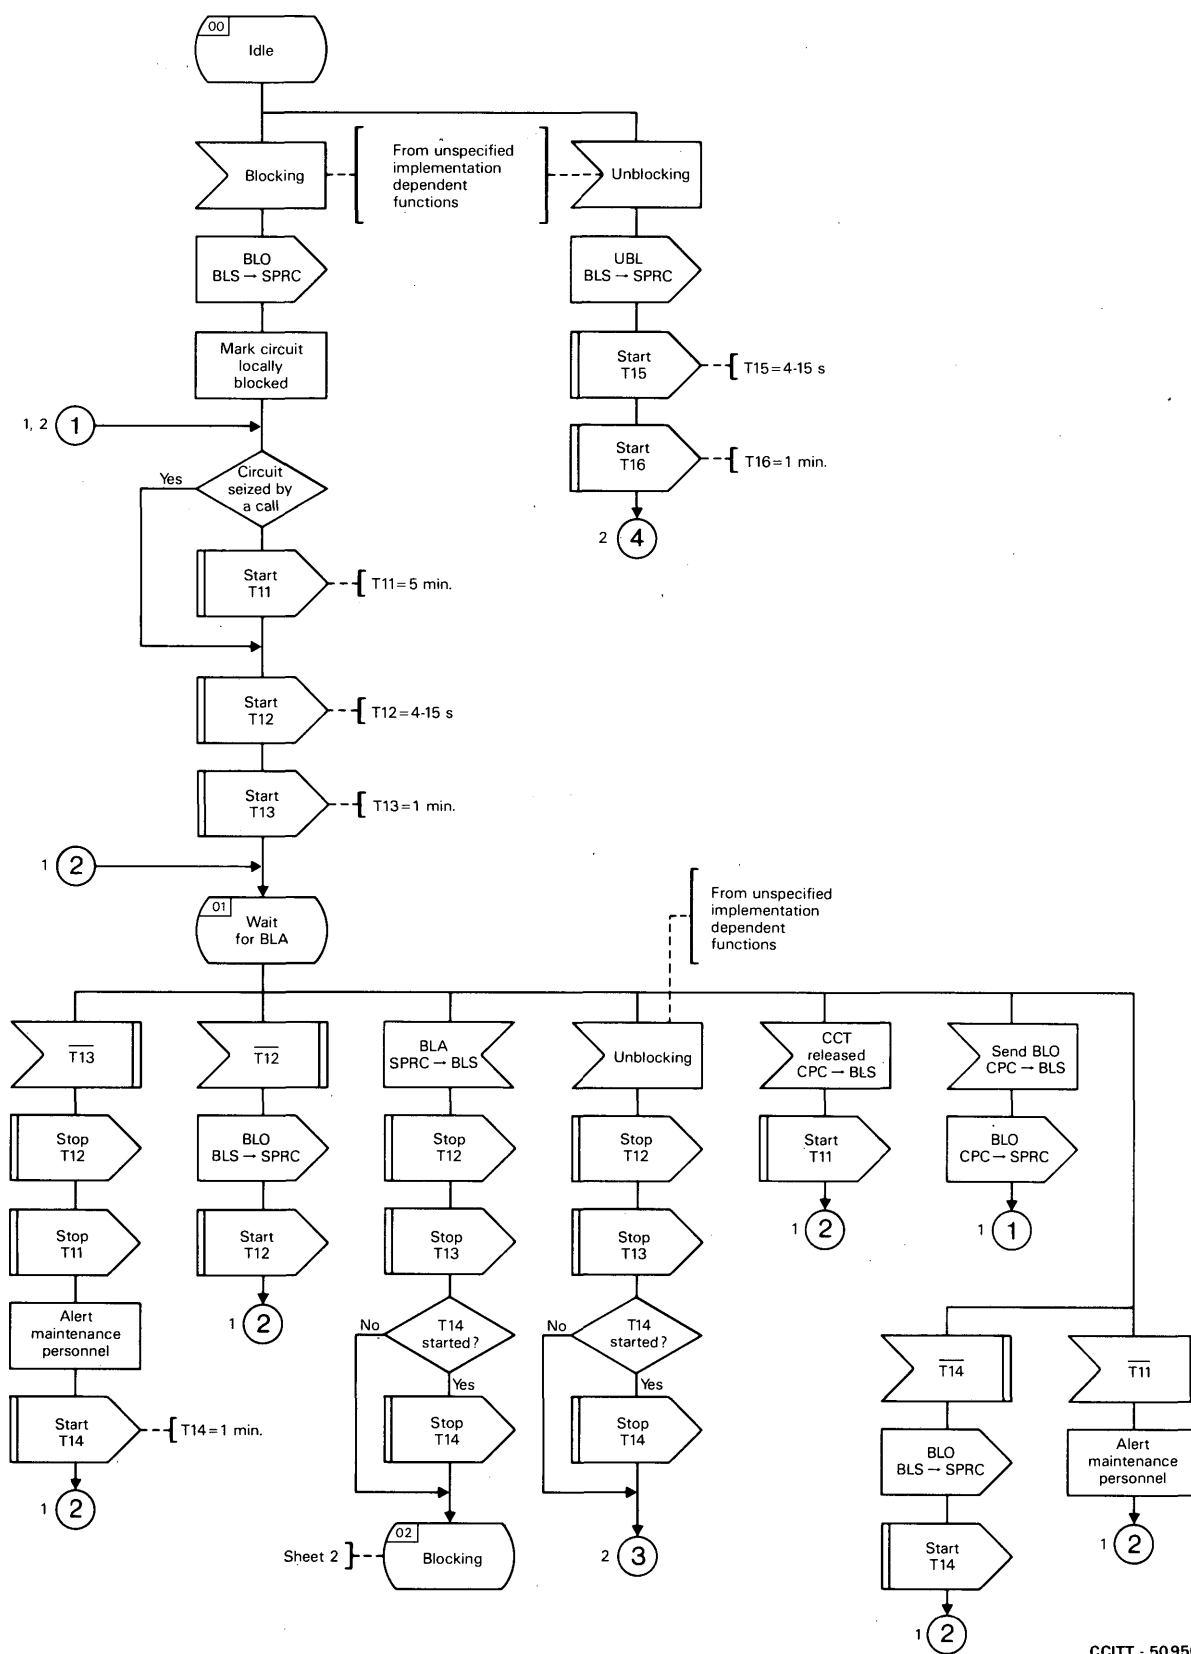 00
Idle
Blocking
From unspecified
implementation
dependent
functions
Unblocking
BLO
BLS → SPRC
UBL
BLS → SPRC
Mark circuit
locally
blocked
Start
T15
T15=4-15 s
1, 2
1
Start
T16
T16=1 min.
Yes
Circuit
seized by
a call
2
4
Start
T11
T11=5 min.
Start
T12
T12=4-15 s
Start
T13
T13=1 min.
1
2
01
Wait
for BLA
From unspecified
implementation
dependent
functions
T13
T12
BLA
SPRC → BLS
Unblocking
CCT
released
CPC → BLS
Send BLO
CPC → BLS
Stop
T12
BLO
BLS → SPRC
Stop
T12
Stop
T12
Start
T11
BLO
CPC → SPRC
Stop
T11
Start
T12
Stop
T13
Stop
T13
1
2
1
1
Alert
maintenance
personnel
1
2
No
T14
started?
Yes
No
T14
started?
Yes
T14
T11
Start
T14
T14=1 min.
Stop
T14
Stop
T14
BLO
BLS → SPRC
Alert
maintenance
personnel
1
2
Sheet 2
02
Blocking
2
3
Start
T14
1
2
1
2
CCITT - 5095